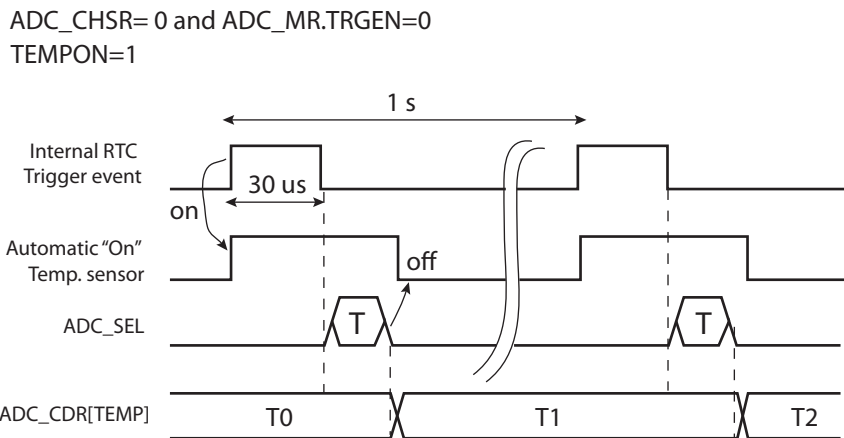 ADC_CHSR= 0 and ADC_MR.TRGEN=0
TEMPON=1
1 s
Internal RTC
Trigger event
30 us
on
Automatic “On”
Temp. sensor
off
ADC_SEL
T
T
ADC_CDR[TEMP]
T0
T1
T2